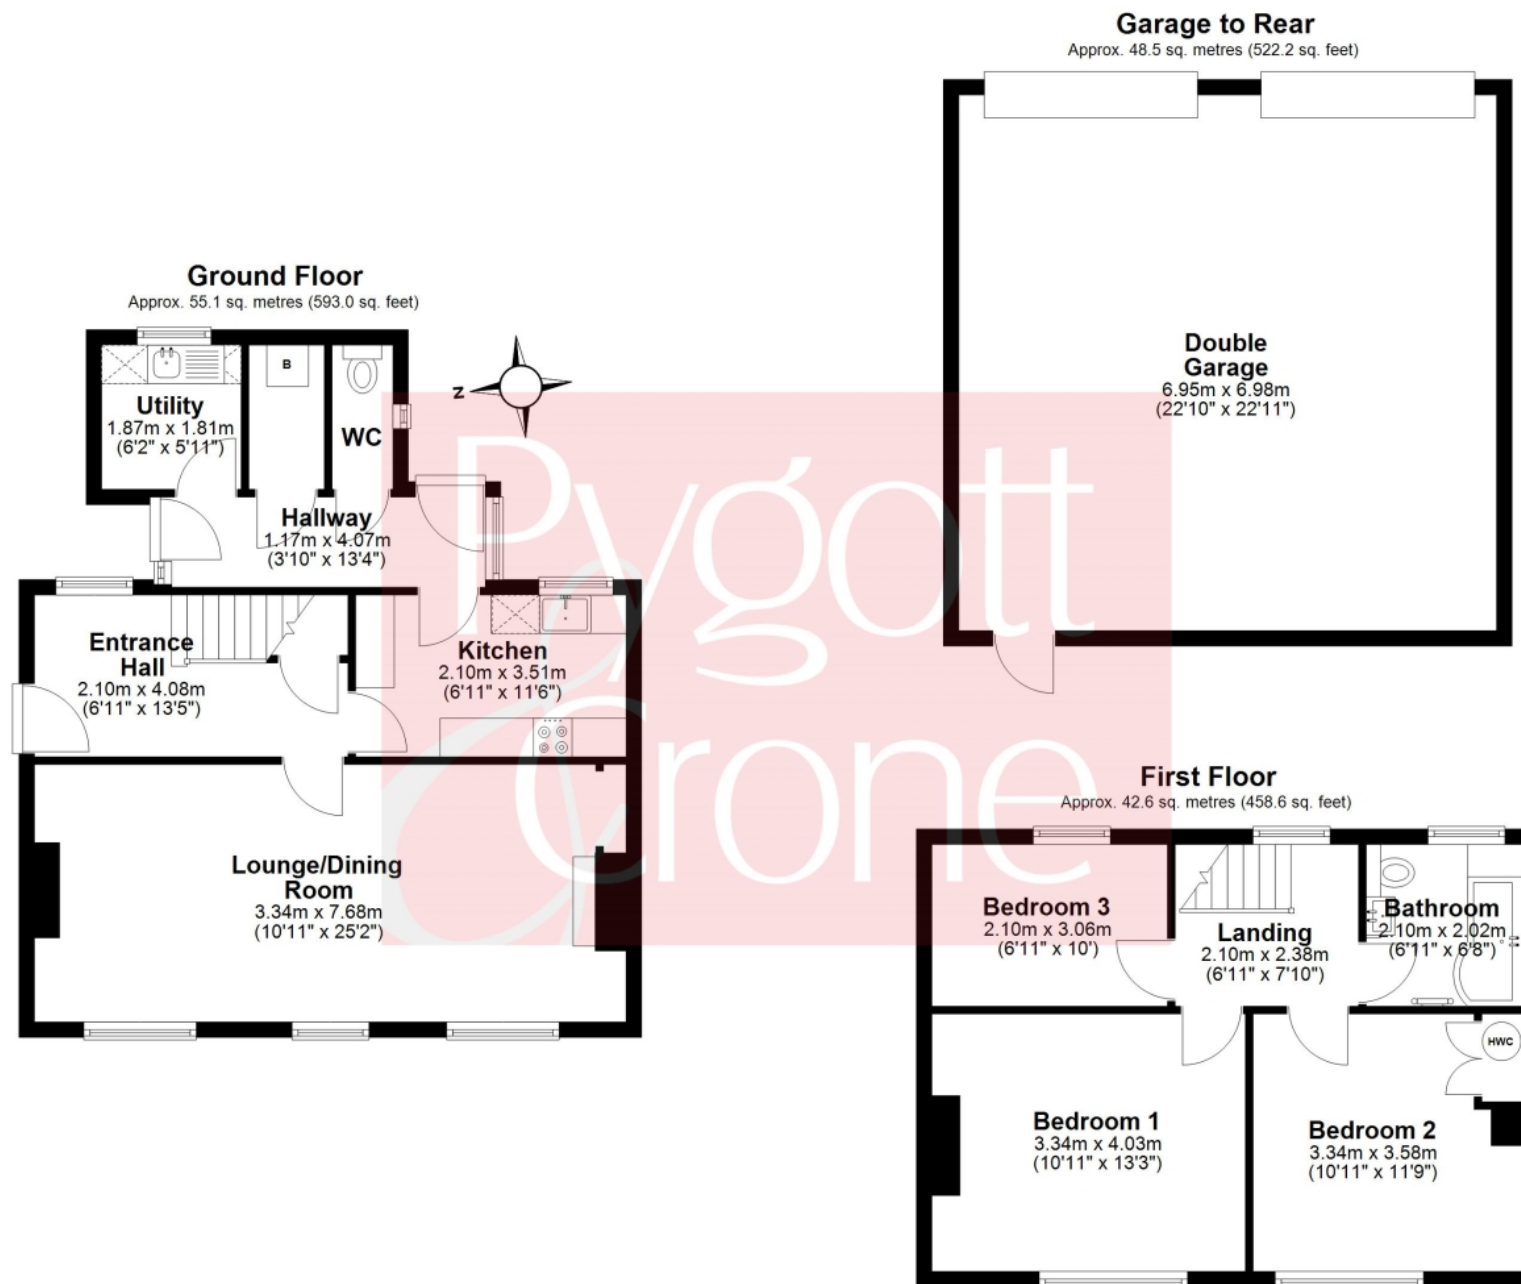 Garage to Rear
Approx. 48.5 sq. metres (522.2 sq. feet)
Double
Garage
6.95m x 6.98m
(22'10" x 22'11")
Ground Floor
Approx. 55.1 sq. metres (593.0 sq. feet)
B
Utility
1.87m x 1.81m
(6'2" x 5'11")
WC
Z
Hallway
1.17m x 4.07m
(3'10" x 13'4")
Entrance
Hall
2.10m x 4.08m
(6'11" x 13'5")
Kitchen
2.10m x 3.51m
(6'11" x 11'6")
Lounge/Dining
Room
3.34m x 7.68m
(10'11" x 25'2")
Pygott
&
Crone
First Floor
Approx. 42.6 sq. metres (458.6 sq. feet)
Bedroom 3
2.10m x 3.06m
(6'11" x 10')
Landing
2.10m x 2.38m
(6'11" x 7'10")
Bathroom
2.10m x 2.02m
(6'11" x 6'8")
HWC
Bedroom 1
3.34m x 4.03m
(10'11" x 13'3")
Bedroom 2
3.34m x 3.58m
(10'11" x 11'9")